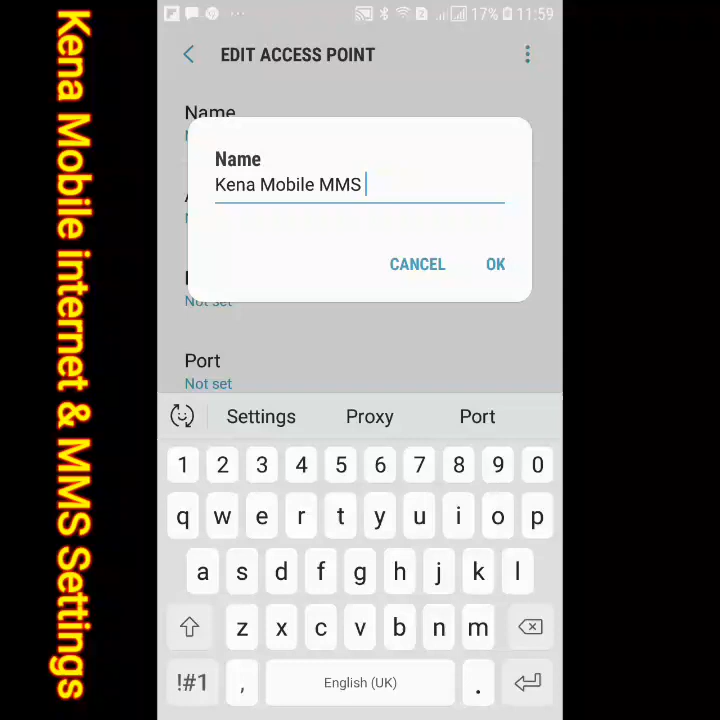 Kena Mobile internet & MMS Settings
17% 11:59
EDIT ACCESS POINT
Name
Name
Kena Mobile MMS
CANCEL OK
Not set
Port
Not set
Settings Proxy Port
1 2 3 4 5 6 7 8 9 0
q w e r t y u i o p
a s d f g h j k l
z x c v b n m
!#1 , English (UK) .